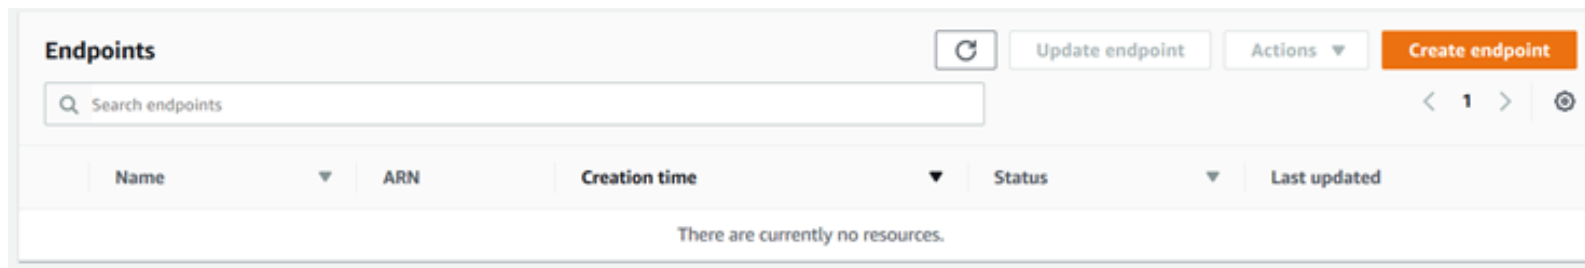 Endpoints Update endpoint Actions Create endpoint
Search endpoints 1
Name ARN Creation time Status Last updated
There are currently no resources.